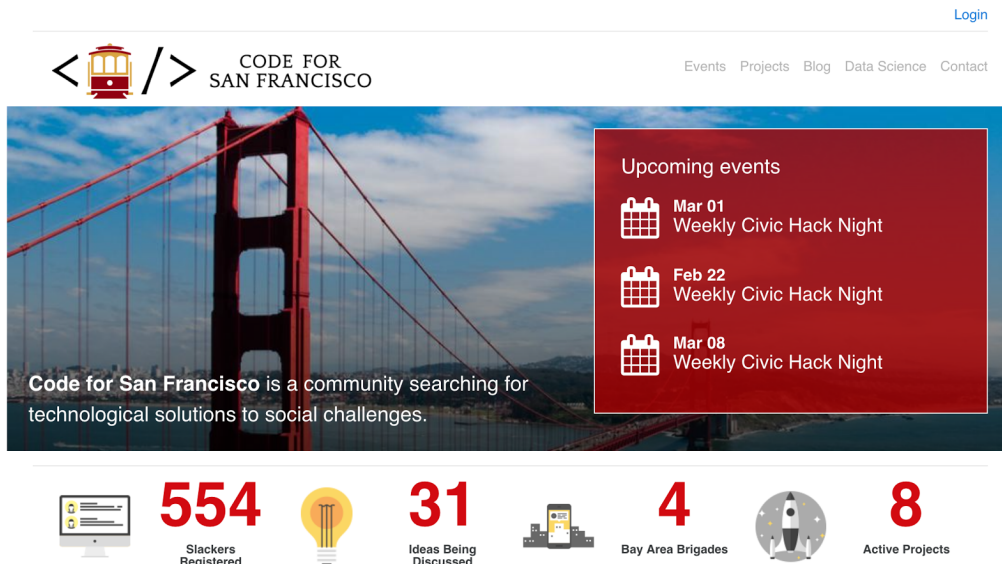 Login
CODE FOR
SAN FRANCISCO
Events Projects Blog Data Science Contact
Upcoming events
Mar 01
Weekly Civic Hack Night
Feb 22
Weekly Civic Hack Night
Mar 08
Weekly Civic Hack Night
Code for San Francisco is a community searching for
technological solutions to social challenges.
554
Slackers
Registered
31
Ideas Being
Discussed
4
Bay Area Brigades
8
Active Projects